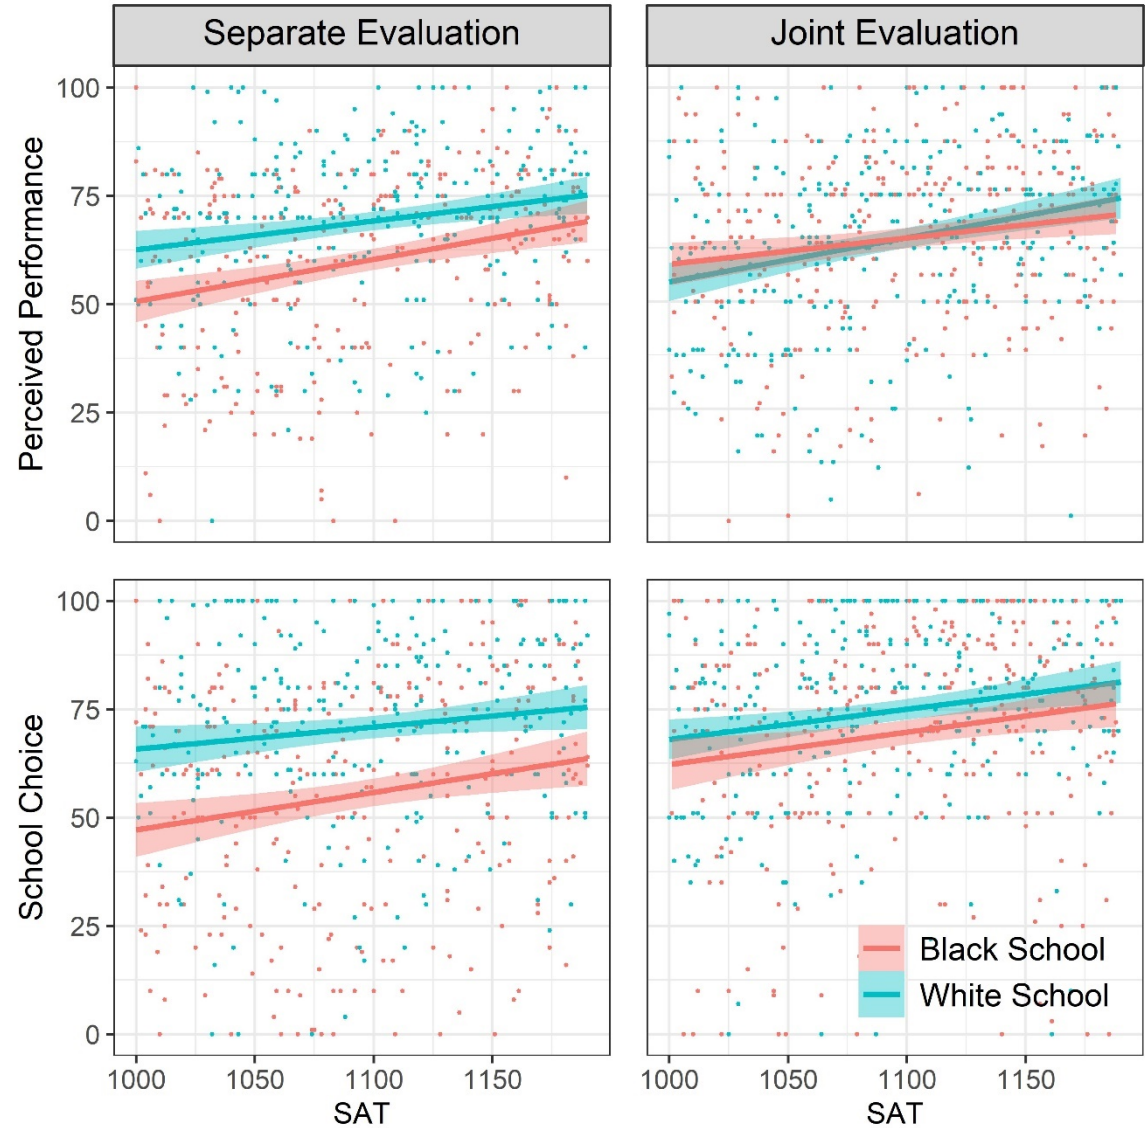 Separate Evaluation
Joint Evaluation
Perceived Performance
100
75
50
25
0
School Choice
100
75
50
25
0
Black School
White School
1000 1050 1100 1150
SAT
1000 1050 1100 1150
SAT